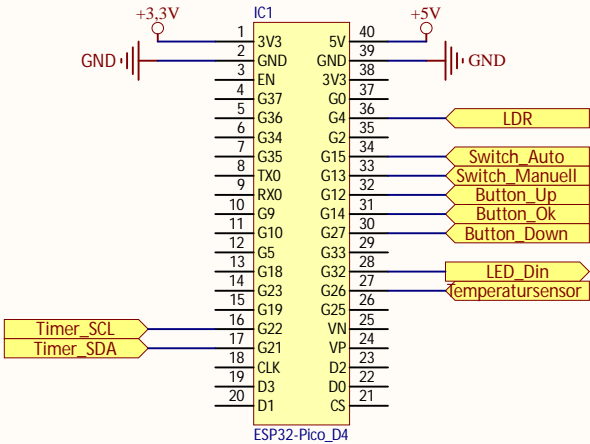 +3,3V IC1 +5V
1 3V3 5V 40
GND 2 GND GND 39 GND
3 EN 3V3 38
4 G37 G0 37
5 G36 G4 36 LDR
6 G34 G2 35
7 G35 G15 34 Switch_Auto
8 TX0 G13 33 Switch_Manuell
9 RX0 G12 32 Button_Up
10 G9 G14 31 Button_Ok
11 G10 G27 30 Button_Down
12 G5 G33 29
13 G18 G32 28 LED_Din
14 G23 G26 27 Temperatursensor
15 G19 G25 26
Timer_SCL 16 G22 VN 25
Timer_SDA 17 G21 VP 24
18 CLK D2 23
19 D3 D0 22
20 D1 CS 21
ESP32-Pico_D4